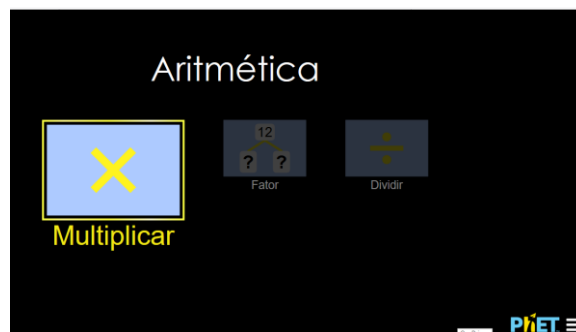 Aritmética
12
? ?
Fator
Dividir
Multiplicar
PhET